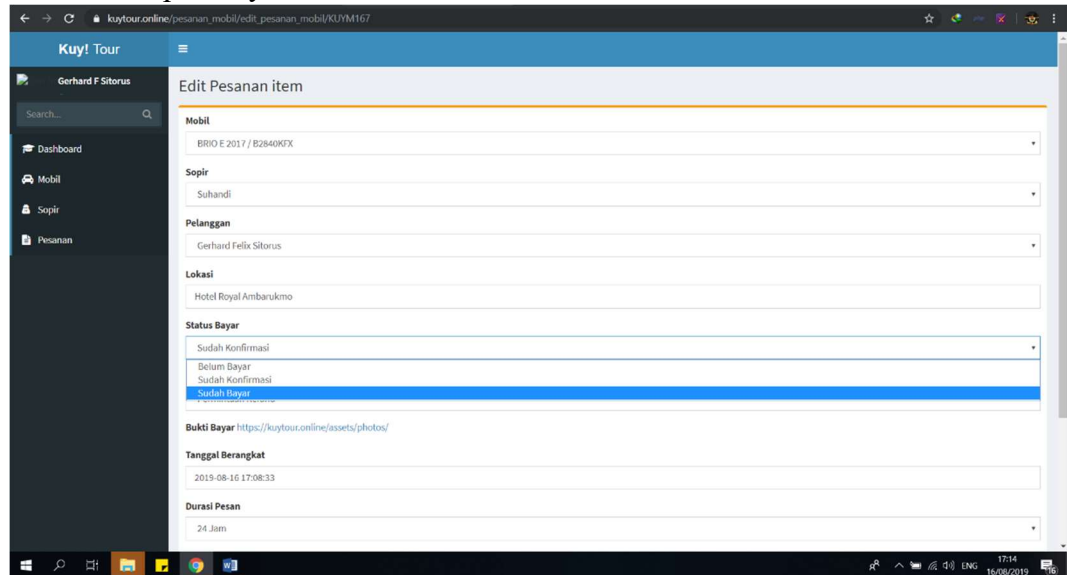 kuytour.online/pesanan_mobil/edit_pesanan_mobil/KUYM167
Kuy! Tour
Gerhard F Sitorus
Edit Pesanan item
Search...
Mobil
BRIO E 2017 / B2840KFX
Dashboard
Mobil
Sopir
Suhandi
Sopir
Pelanggan
Pesanan
Gerhard Felix Sitorus
Lokasi
Hotel Royal Ambarukmo
Status Bayar
Sudah Konfirmasi
Belum Bayar
Sudah Konfirmasi
Sudah Bayar
Bukti Bayar https://kuytour.online/assets/photos/
Tanggal Berangkat
2019-08-16 17:08:33
Durasi Pesan
24 Jam
ENG
17:14
16/08/2019
16